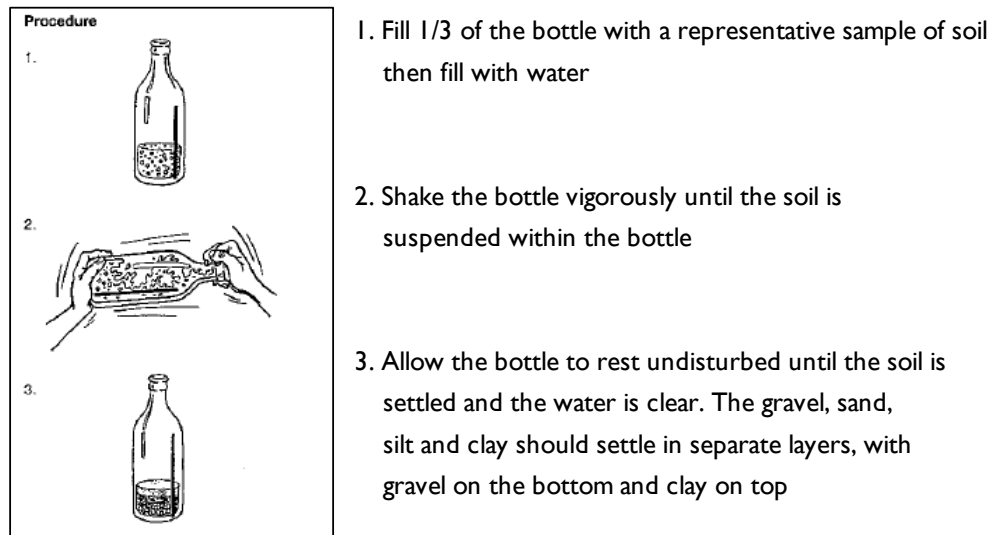 Procedure
1.
2.
3.
1. Fill 1/3 of the bottle with a representative sample of soil
then fill with water
2. Shake the bottle vigorously until the soil is
suspended within the bottle
3. Allow the bottle to rest undisturbed until the soil is
settled and the water is clear. The gravel, sand,
silt and clay should settle in separate layers, with
gravel on the bottom and clay on top